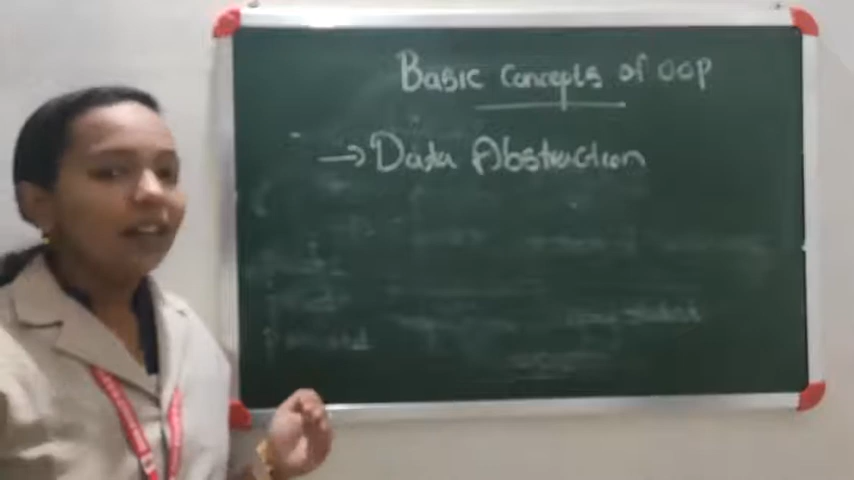 Basic Concepts of OOP
→ Data Abstraction